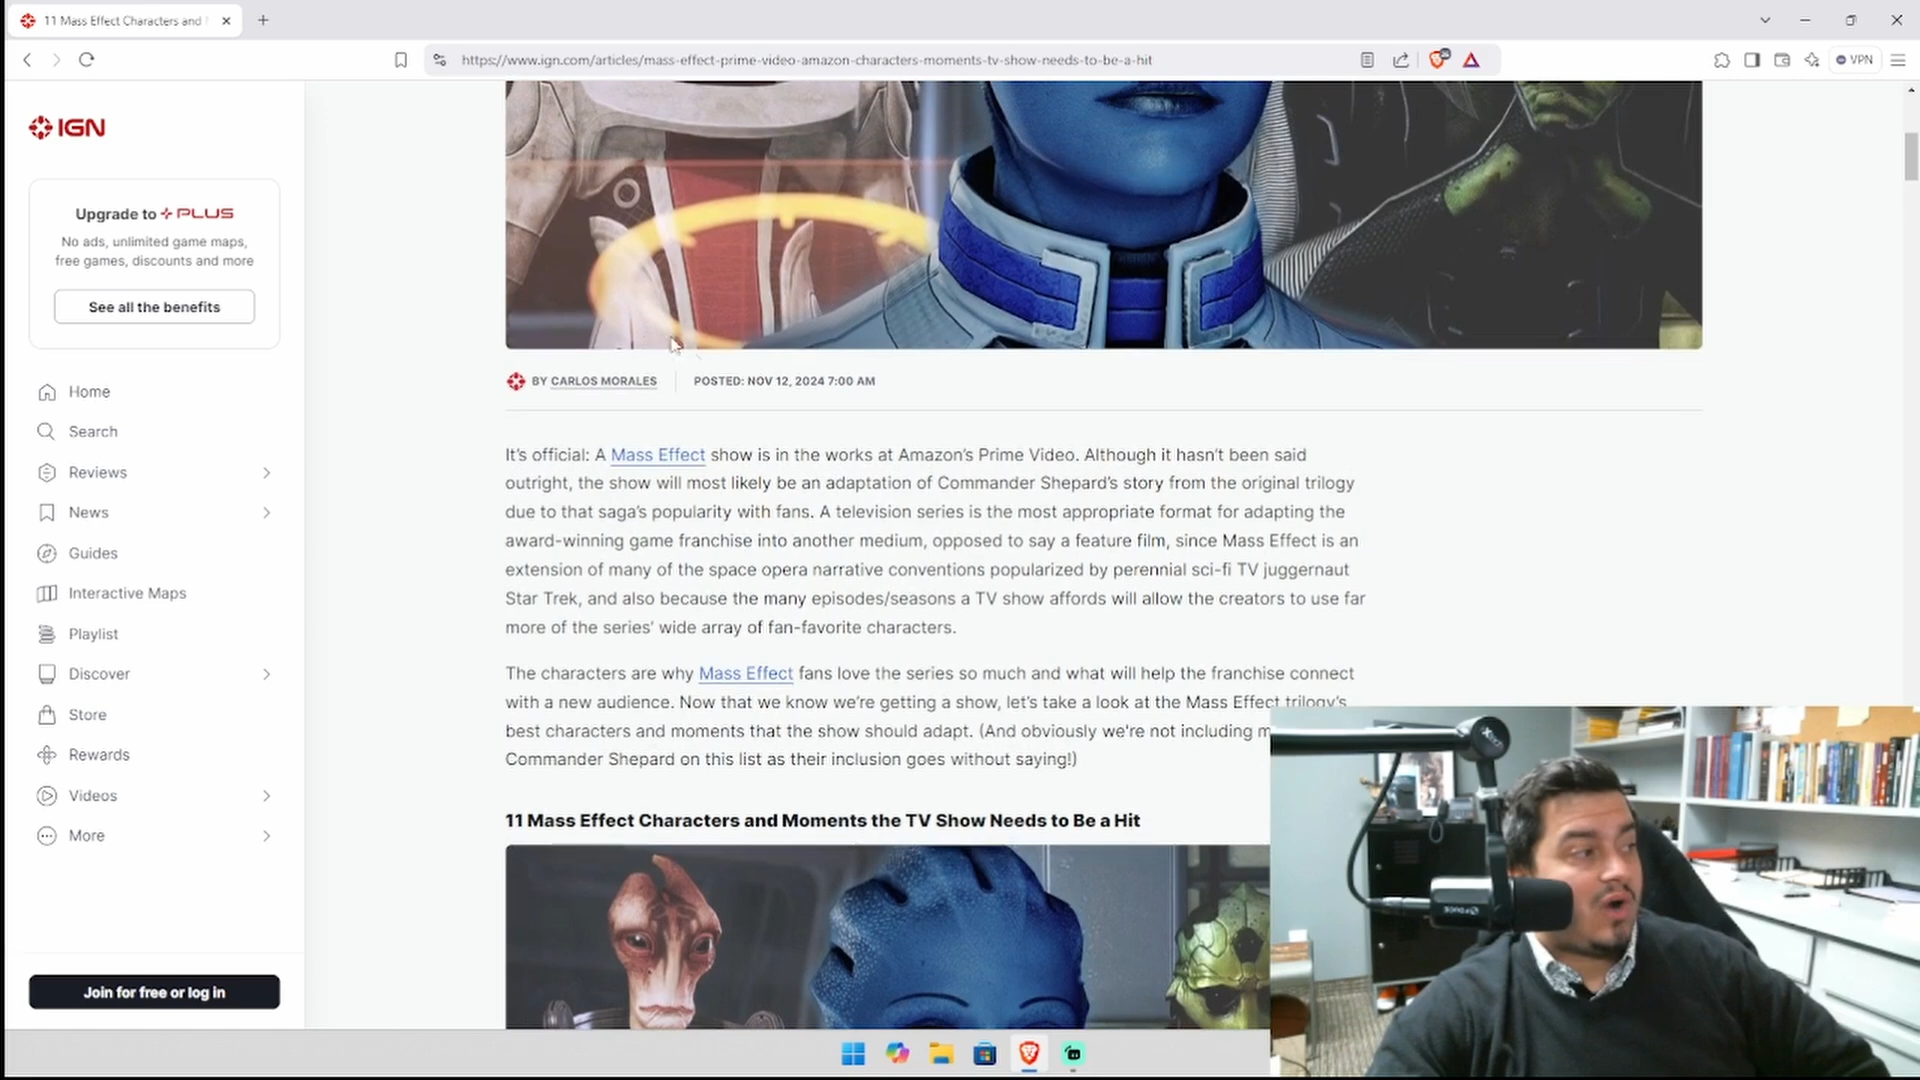 11 Mass Effect Characters and
https://www.ign.com/articles/mass-effect-prime-video-amazon-characters-moments-tv-show-needs-to-be-a-hit
VPN
IGN
Upgrade to PLUS
No ads, unlimited game maps,
free games, discounts and more
See all the benefits
Home
Search
Reviews
News
Guides
Interactive Maps
Playlist
Discover
Store
Rewards
Videos
More
Join for free or log in
BY CARLOS MORALES
POSTED: NOV 12, 2024 7:00 AM
It's official: A Mass Effect show is in the works at Amazon's Prime Video. Although it hasn't been said
outright, the show will most likely be an adaptation of Commander Shepard's story from the original trilogy
due to that saga's popularity with fans. A television series is the most appropriate format for adapting the
award-winning game franchise into another medium, opposed to say a feature film, since Mass Effect is an
extension of many of the space opera narrative conventions popularized by perennial sci-fi TV juggernaut
Star Trek, and also because the many episodes/seasons a TV show affords will allow the creators to use far
more of the series' wide array of fan-favorite characters.
The characters are why Mass Effect fans love the series so much and what will help the franchise connect
with a new audience. Now that we know we're getting a show, let's take a look at the Mass Effect trilogy's
best characters and moments that the show should adapt. (And obviously we're not including m
Commander Shepard on this list as their inclusion goes without saying!)
11 Mass Effect Characters and Moments the TV Show Needs to Be a Hit